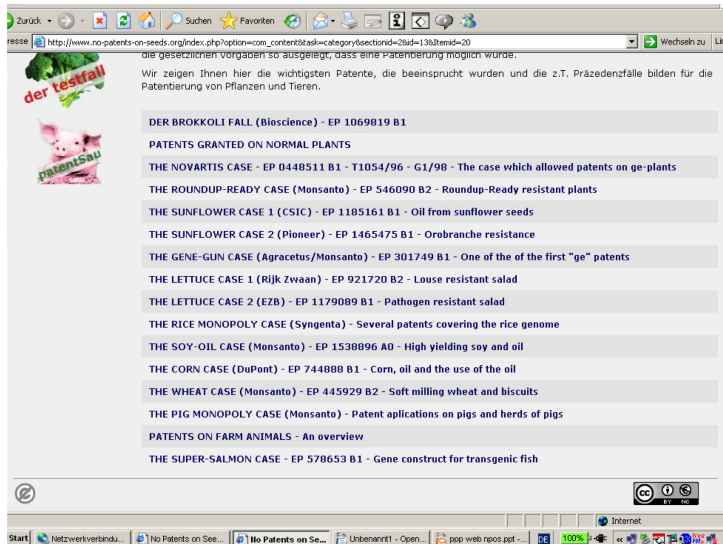 Zurück Suchen Favoriten
resse http://www.no-patents-on-seeds.org/index.php?option=com_content&task=category&sectionid=2&id=13&Itemid=20 Wechseln zu
die gesetzlichen Vorgaben so ausgelegt, dass eine Patentierung möglich wurde.
der testfall
Wir zeigen Ihnen hier die wichtigsten Patente, die beeinsprucht wurden und die z.T. Präzedenzfälle bilden für die
Patentierung von Pflanzen und Tieren.
patentSau
DER BROKKOLI FALL (Bioscience) - EP 1069819 B1
PATENTS GRANTED ON NORMAL PLANTS
THE NOVARTIS CASE - EP 0448511 B1 - T1054/96 - G1/98 - The case which allowed patents on ge-plants
THE ROUNDUP-READY CASE (Monsanto) - EP 546090 B2 - Roundup-Ready resistant plants
THE SUNFLOWER CASE 1 (CSIC) - EP 1185161 B1 - Oil from sunflower seeds
THE SUNFLOWER CASE 2 (Pioneer) - EP 1465475 B1 - Orobranche resistance
THE GENE-GUN CASE (Agracetus/Monsanto) - EP 301749 B1 - One of the of the first "ge" patents
THE LETTUCE CASE 1 (Rijk Zwaan) - EP 921720 B2 - Louse resistant salad
THE LETTUCE CASE 2 (EZB) - EP 1179089 B1 - Pathogen resistant salad
THE RICE MONOPOLY CASE (Syngenta) - Several patents covering the rice genome
THE SOY-OIL CASE (Monsanto) - EP 1538896 A0 - High yielding soy and oil
THE CORN CASE (DuPont) - EP 744888 B1 - Corn, oil and the use of the oil
THE WHEAT CASE (Monsanto) - EP 445929 B2 - Soft milling wheat and biscuits
THE PIG MONOPOLY CASE (Monsanto) - Patent aplications on pigs and herds of pigs
PATENTS ON FARM ANIMALS - An overview
THE SUPER-SALMON CASE - EP 578653 B1 - Gene construct for transgenic fish
cc BY NC
Internet
Start Netzwerkverbindu... No Patents on See... No Patents on Se... Unbenannt1 - Open... ppp web npos.ppt -... DE 100%